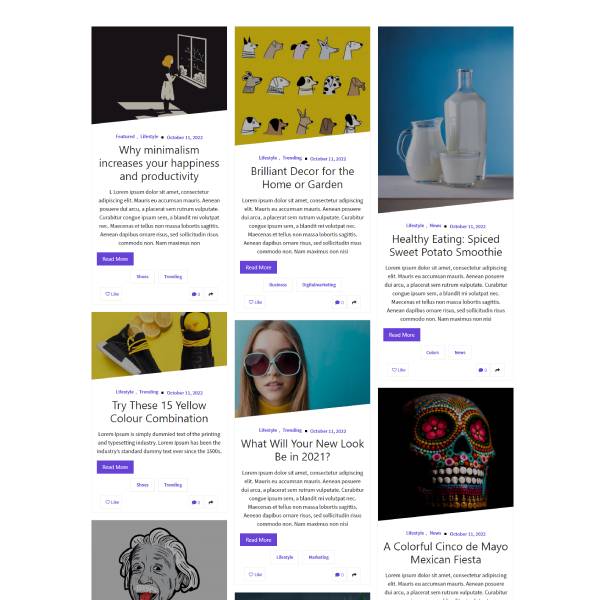 Featured , Lifestyle ● October 11, 2022
Why minimalism
increases your happiness
and productivity
L Lorem ipsum dolor sit amet, consectetur
adipiscing elit. Mauris eu accumsan mauris. Aenean
posuere dui arcu, a placerat sem rutrum vulputate.
Curabitur congue ipsum sem, a blandit mi volutpat
nec. Maecenas et tellus non massa lobortis sagittis.
Aenean dapibus ornare risus, sed sollicitudin risus
commodo non. Nam maximus non
Read More
Shoes Trending
Like 0
Lifestyle , Trending ● October 11, 2022
Try These 15 Yellow
Colour Combination
Lorem Ipsum is simply dummied text of the printing
and typesetting industry. Lorem Ipsum has been the
industry's standard dummy text ever since the 1500s.
Read More
Shoes Trending
Like 0
Lifestyle , Trending ● October 11, 2022
Brilliant Decor for the
Home or Garden
Lorem ipsum dolor sit amet, consectetur adipiscing
elit. Mauris eu accumsan mauris. Aenean posuere
dui arcu, a placerat sem rutrum vulputate. Curabitur
congue ipsum sem, a blandit mi volutpat nec.
Maecenas et tellus non massa lobortis sagittis.
Aenean dapibus ornare risus, sed sollicitudin risus
commodo non. Nam maximus non nisi
Read More
Business Digitalmarketing
Like 0
Lifestyle , Trending ● October 11, 2022
What Will Your New Look
Be in 2021?
Lorem ipsum dolor sit amet, consectetur adipiscing
elit. Mauris eu accumsan mauris. Aenean posuere
dui arcu, a placerat sem rutrum vulputate. Curabitur
congue ipsum sem, a blandit mi volutpat nec.
Maecenas et tellus non massa lobortis sagittis.
Aenean dapibus ornare risus, sed sollicitudin risus
commodo non. Nam maximus non nisi
Read More
Lifestyle Marketing
Like 0
Lifestyle , News ● October 11, 2022
Healthy Eating: Spiced
Sweet Potato Smoothie
Lorem ipsum dolor sit amet, consectetur adipiscing
elit. Mauris eu accumsan mauris. Aenean posuere
dui arcu, a placerat sem rutrum vulputate. Curabitur
congue ipsum sem, a blandit mi volutpat nec.
Maecenas et tellus non massa lobortis sagittis.
Aenean dapibus ornare risus, sed sollicitudin risus
commodo non. Nam maximus non nisi
Read More
Colors News
Like 0
Lifestyle , News ● October 11, 2022
A Colorful Cinco de Mayo
Mexican Fiesta
Lorem ipsum dolor sit amet, consectetur adipiscing
elit. Mauris eu accumsan mauris. Aenean posuere